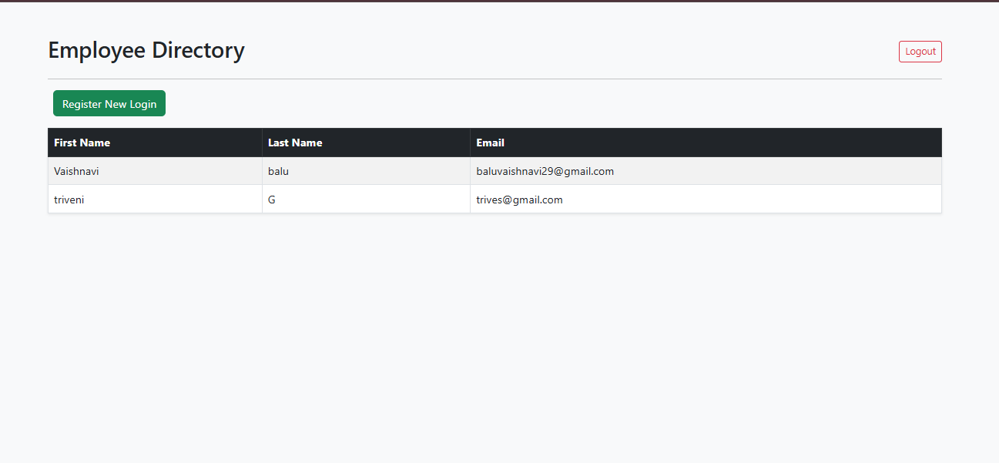 Employee Directory
Logout
Register New Login
First Name Last Name Email
Vaishnavi balu baluvaishnavi29@gmail.com
triveni G trives@gmail.com